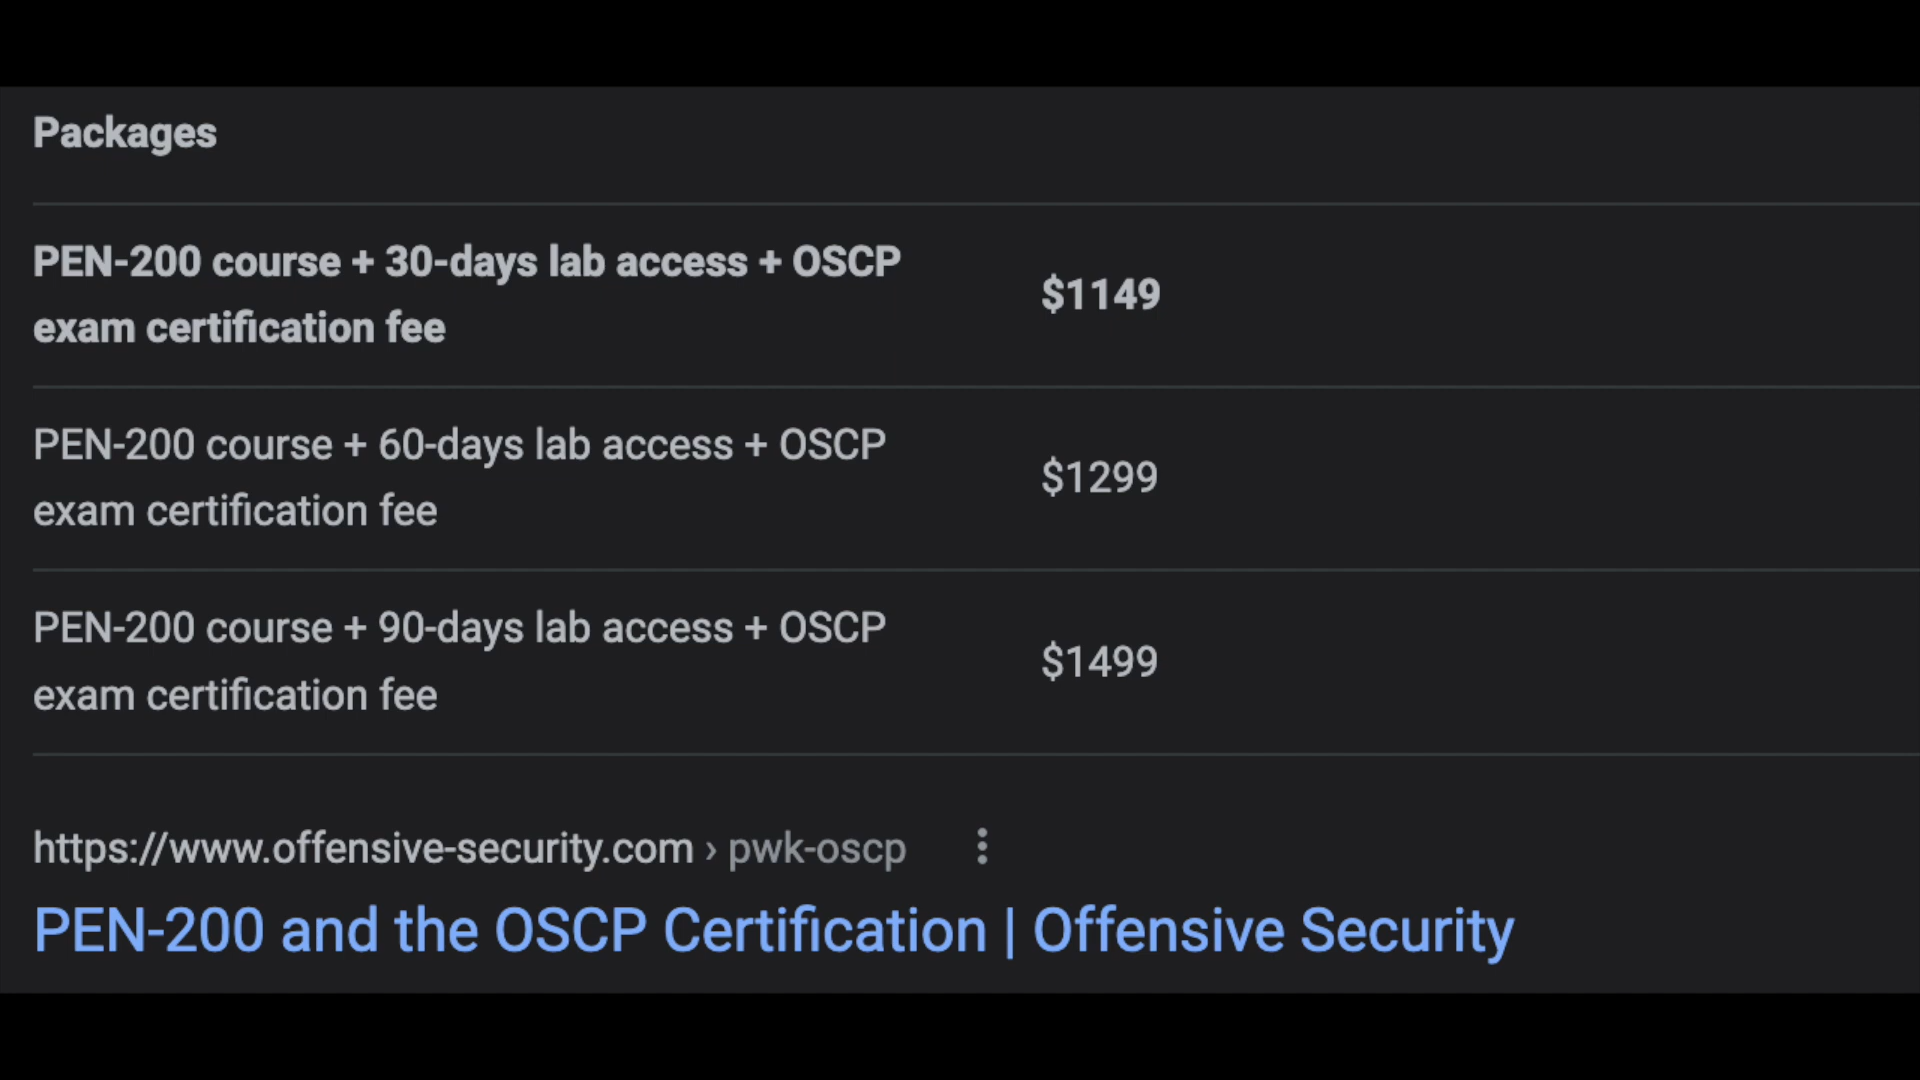 Packages
PEN-200 course + 30-days lab access + OSCP
exam certification fee
$1149
PEN-200 course + 60-days lab access + OSCP
exam certification fee
$1299
PEN-200 course + 90-days lab access + OSCP
exam certification fee
$1499
https://www.offensive-security.com › pwk-oscp
PEN-200 and the OSCP Certification | Offensive Security